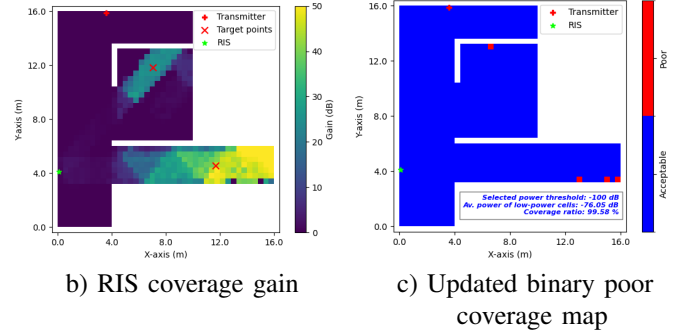 Transmitter
Target points
RIS
16.0
12.0
8.0
4.0
0.0
Y-axis (m)
0.0 4.0 8.0 12.0 16.0
X-axis (m)
50
40
30
20
10
0
Gain (dB)
b) RIS coverage gain
Transmitter
RIS
16.0
12.0
8.0
4.0
0.0
Y-axis (m)
Selected power threshold: -100 dB
Av. power of low-power cells: -76.05 dB
Coverage ratio: 99.58 %
0.0 4.0 8.0 12.0 16.0
X-axis (m)
Poor
Acceptable
c) Updated binary poor
coverage map